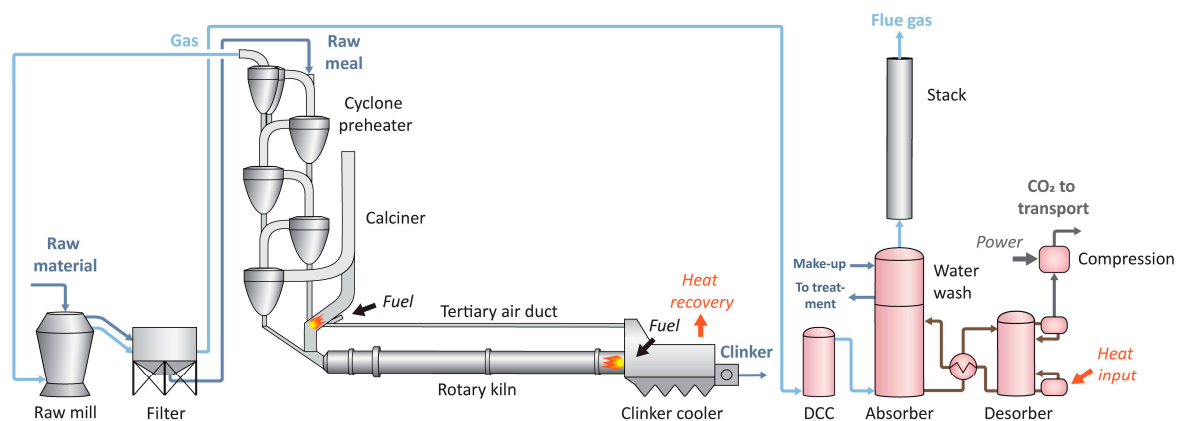 Flue gas
Gas
Raw
meal
Stack
Cyclone
preheater
CO₂ to
transport
Calciner
Power
Compression
Raw
material
Make-up
Water
wash
To treat-
ment
Heat
recovery
Fuel
Tertiary air duct
Fuel
Clinker
Heat
input
Rotary kiln
Raw mill
Filter
Clinker cooler
DCC
Absorber
Desorber